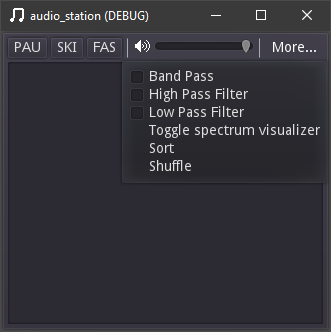 audio_station (DEBUG)
PAU SKI FAS More...
Band Pass
High Pass Filter
Low Pass Filter
Toggle spectrum visualizer
Sort
Shuffle